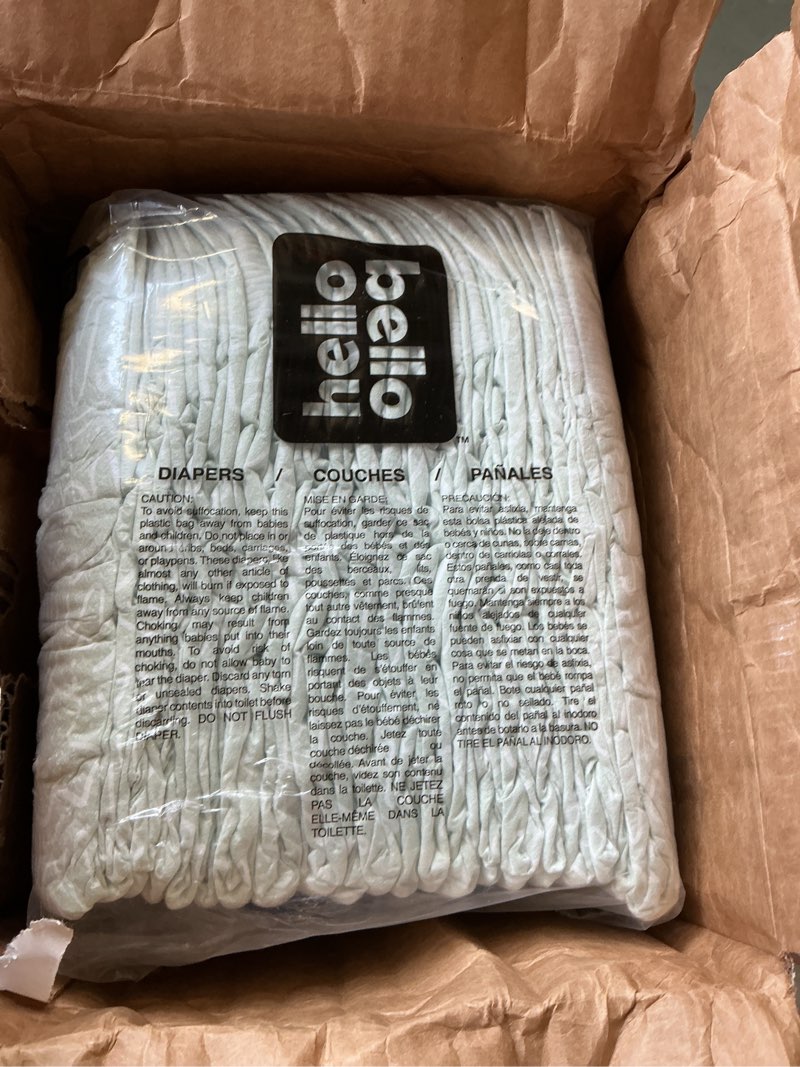 hello
bello
TM
DIAPERS / COUCHES / PAÑALES
CAUTION:
To avoid suffocation, keep this
plastic bag away from babies
and children. Do not place in or
around cribs, beds, carriages,
or playpens. These diapers, like
almost any other article of
clothing, will burn if exposed to
flame. Always keep children
away from any source of flame.
Choking may result from
anything babies put into their
mouths. To avoid risk of
choking, do not allow baby to
tear the diaper. Discard any torn
or unsealed diapers. Shake
diaper contents into toilet before
discarding. DO NOT FLUSH
DIAPER.
MISE EN GARDE:
Pour éviter les risques de
suffocation, garder ce sac
de plastique hors de la
portée des bébés et des
enfants. Éloignez ce sac
des berceaux, lits,
poussettes et parcs. Ces
couches, comme presque
tout autre vêtement, brûlent
au contact des flammes.
Gardez toujours les enfants
loin de toute source de
flammes. Les bébés
risquent de s'étouffer en
portant des objets à leur
bouche. Pour éviter les
risques d'étouffement, ne
laissez pas le bébé déchirer
la couche. Jetez toute
couche déchirée ou
décollée. Avant de jeter la
couche, videz son contenu
dans la toilette. NE JETEZ
PAS LA COUCHE
ELLE-MÊME DANS LA
TOILETTE.
PRECAUCIÓN:
Para evitar asfixia, mantenga
esta bolsa plástica alejada de
bebés y niños. No la deje dentro
o cerca de cunas, sobre camas,
dentro de carriolas o corrales.
Estos pañales, como casi toda
otra prenda de vestir, se
quemarán si son expuestos a
fuego. Mantenga siempre a los
niños alejados de cualquier
fuente de fuego. Los bebés se
pueden asfixiar con cualquier
cosa que se metan en la boca.
Para evitar el riesgo de asfixia,
no permita que el bebé rompa
el pañal. Bote cualquier pañal
roto o no sellado. Tire el
contenido del pañal al inodoro
antes de botarlo a la basura. NO
TIRE EL PAÑAL AL INODORO.